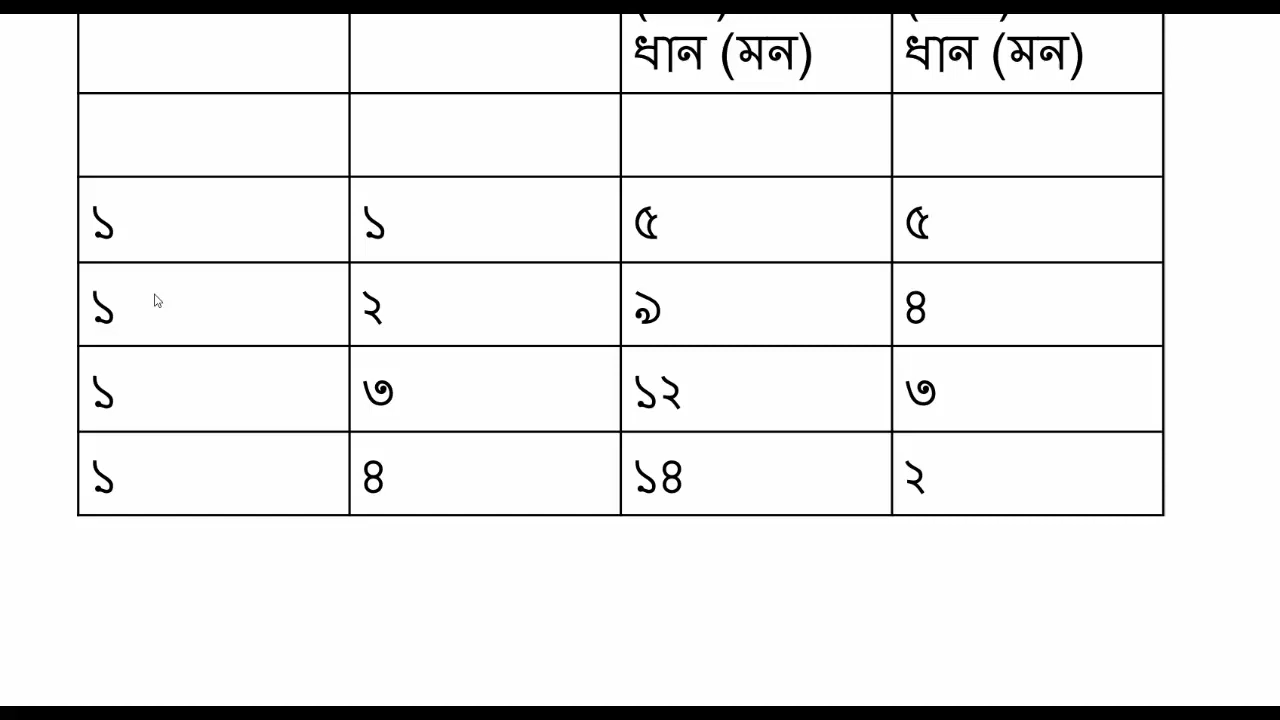 ধান (মন) ধান (মন)
১ ১ ৫ ৫
১ ২ ৯ ৪
১ ৩ ১২ ৩
১ ৪ ১৪ ২